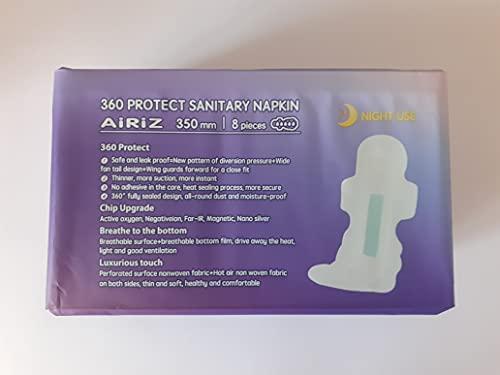 360 PROTECT SANITARY NAPKIN
AiRiZ 350 mm | 8 pieces
NIGHT USE
360 Protect
1 Safe and leak proof=New pattern of diversion pressure+Wide
fan tail design+Wing guards forward for a close fit
2 Thinner, more suction, more instant
3 No adhesive in the care, heat sealing process, more secure
4 360° fully sealed design, all-round dust and moisture-proof
Chip Upgrade
Active oxygen, Negativeion, Far-IR, Magnetic, Nano silver
Breathe to the bottom
Breathable surface+breathable bottom film, drive away the heat,
light and good ventilation
Luxurious touch
Perforated surface nonwoven fabric+Hot air non woven fabric
on both sides, thin and soft, healthy and comfortable